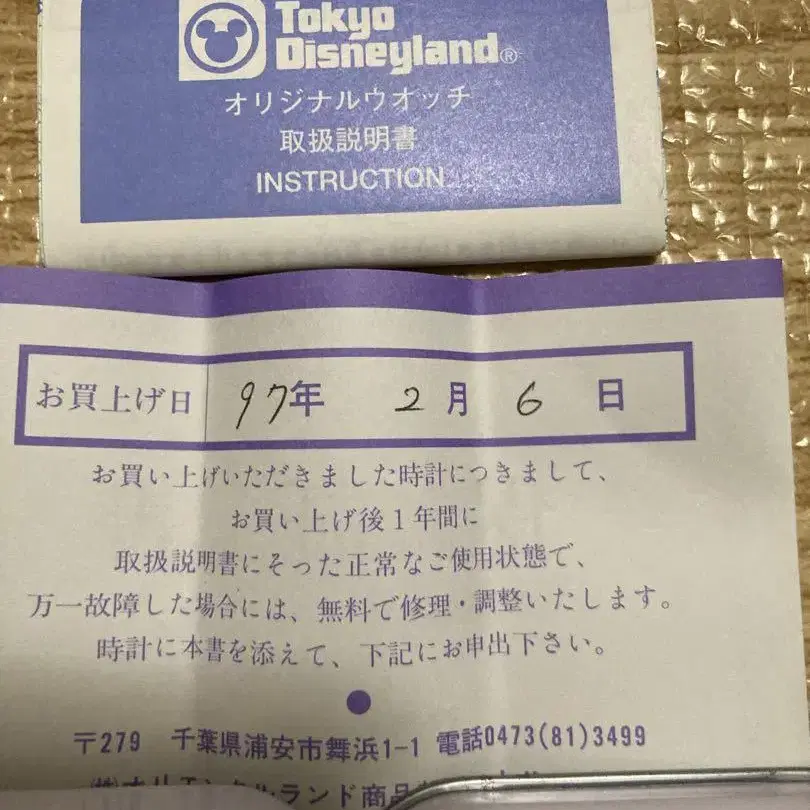 Tokyo
Disneyland®
オリジナルウオッチ
取扱説明書
INSTRUCTION
お買上げ日 97年 2月 6日
お買い上げいただきました時計につきまして、
お買い上げ後1年間に
取扱説明書にそった正常なご使用状態で、
万一故障した場合には、無料で修理・調整いたします。
時計に本書を添えて、下記にお申出下さい。
〒279 千葉県浦安市舞浜1-1 電話0473(81)3499
ランド商品